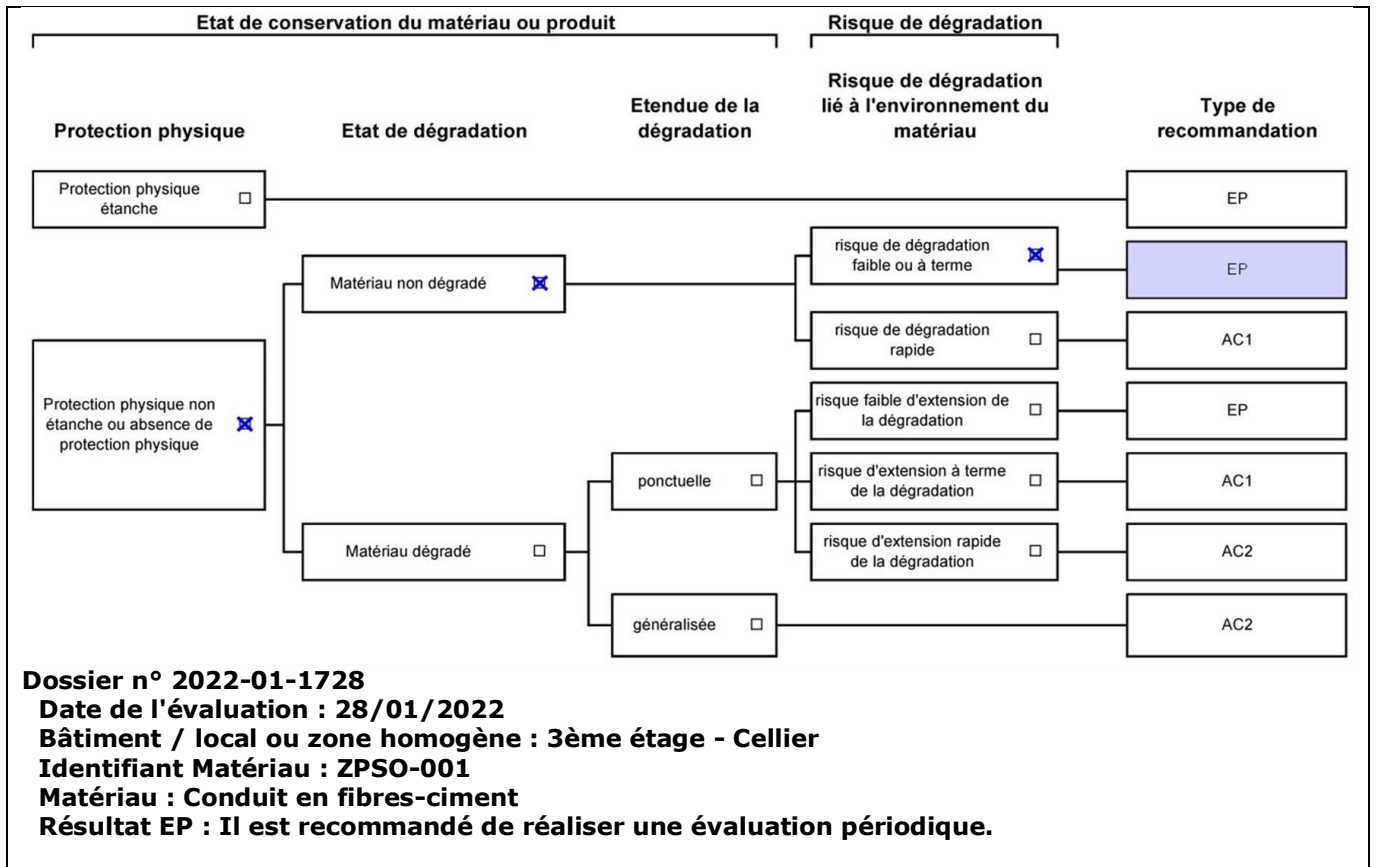 Etat de conservation du matériau ou produit
Risque de dégradation
Protection physique
Etat de dégradation
Etendue de la
dégradation
Risque de dégradation
lié à l'environnement du
matériau
Type de
recommandation
Protection physique
étanche
EP
risque de dégradation
faible ou à terme
EP
Matériau non dégradé
risque de dégradation
rapide
AC1
Protection physique non
étanche ou absence de
protection physique
risque faible d'extension de
la dégradation
EP
ponctuelle
risque d'extension à terme
de la dégradation
AC1
Matériau dégradé
risque d'extension rapide
de la dégradation
AC2
généralisée
AC2
Dossier n° 2022-01-1728
Date de l'évaluation : 28/01/2022
Bâtiment / local ou zone homogène : 3ème étage - Cellier
Identifiant Matériau : ZPSO-001
Matériau : Conduit en fibres-ciment
Résultat EP : Il est recommandé de réaliser une évaluation périodique.